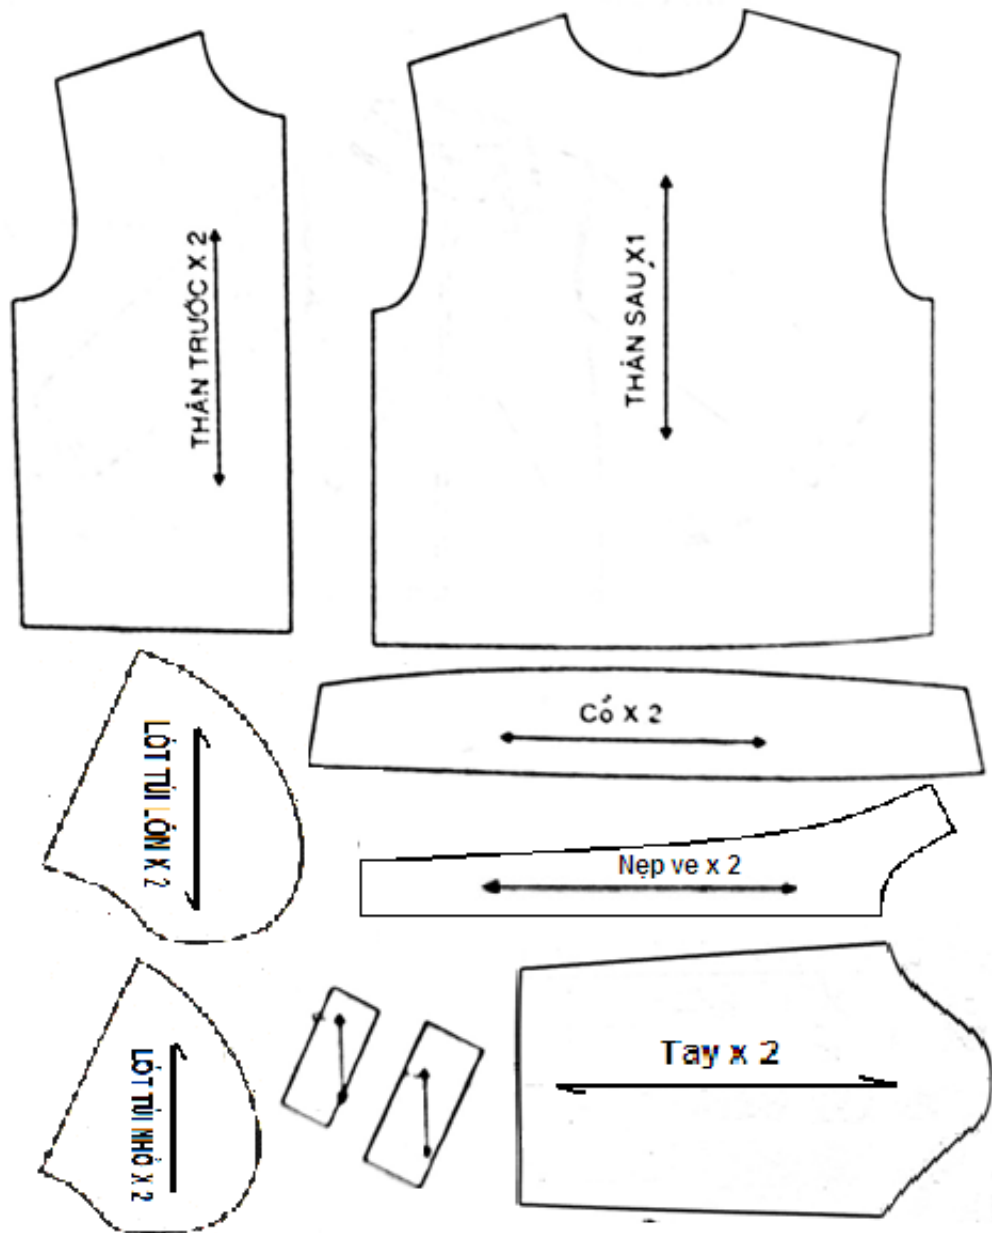 THÂN TRƯỚC X 2
THÂN SAU X1
Cổ X 2
LÓT TÚI LỚN X 2
Nẹp ve x 2
Tay x 2
LÓT TÚI NHỎ X 2